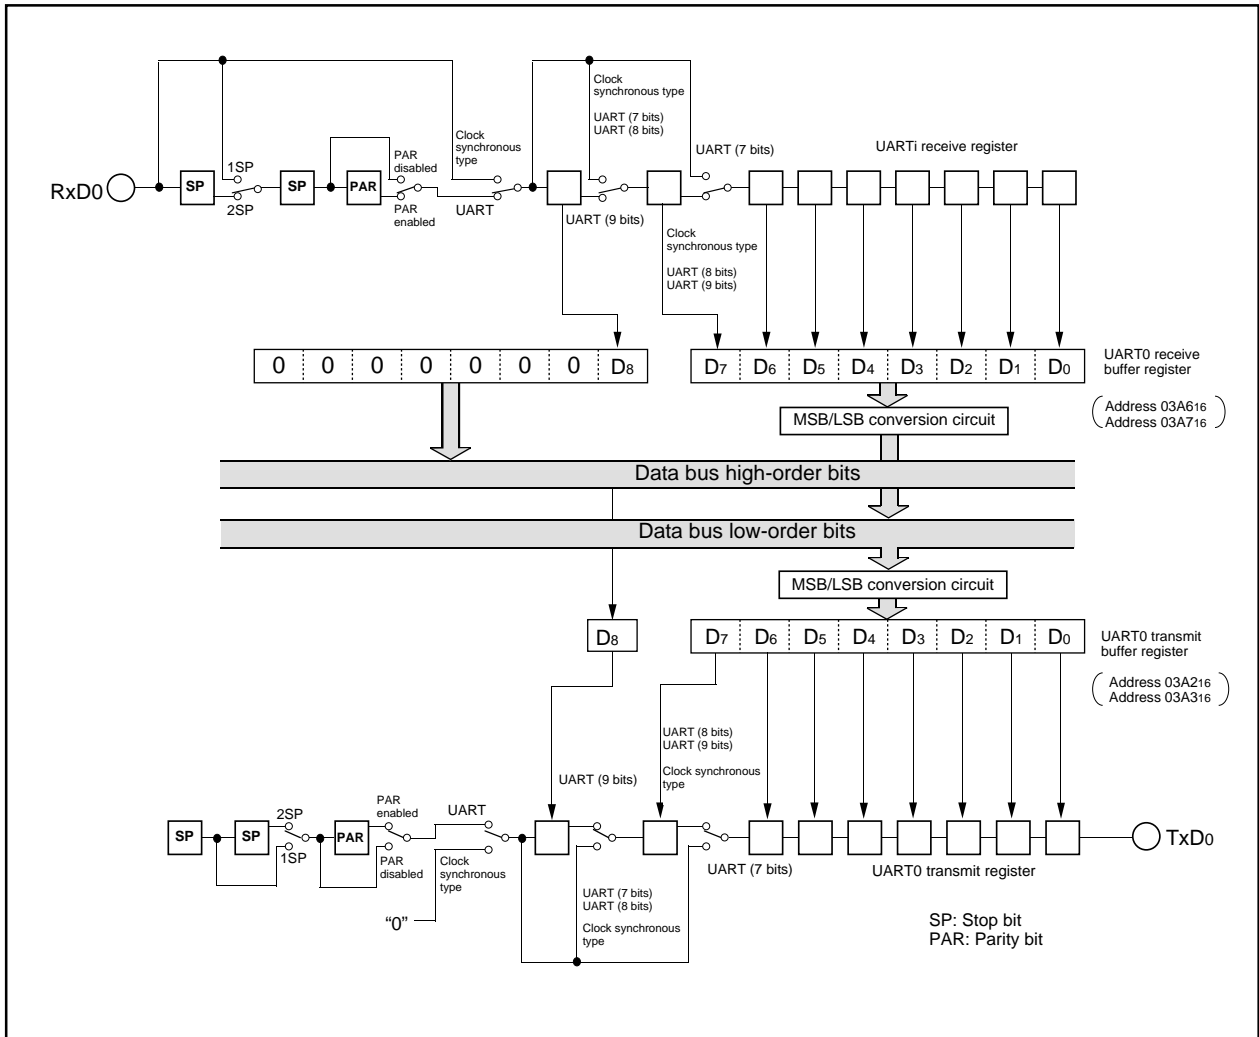 Clock
synchronous type
UART (7 bits)
UART (8 bits)
Clock
synchronous
type
PAR
disabled
1SP
UART (7 bits)
UARTi receive register
RxD0
SP
SP
PAR
2SP
PAR
enabled
UART
UART (9 bits)
Clock
synchronous type
UART (8 bits)
UART (9 bits)
0 0 0 0 0 0 0 D8
D7 D6 D5 D4 D3 D2 D1 D0
UART0 receive
buffer register
MSB/LSB conversion circuit
( Address 03A616
Address 03A716 )
Data bus high-order bits
Data bus low-order bits
MSB/LSB conversion circuit
D8
D7 D6 D5 D4 D3 D2 D1 D0
UART0 transmit
buffer register
( Address 03A216
Address 03A316 )
UART (8 bits)
UART (9 bits)
Clock synchronous
type
UART (9 bits)
2SP
PAR
enabled
UART
SP
SP
PAR
1SP
PAR
disabled
Clock
synchronous
type
“0”
UART (7 bits)
UART (8 bits)
Clock synchronous
type
UART (7 bits)
UART0 transmit register
TxD0
SP: Stop bit
PAR: Parity bit